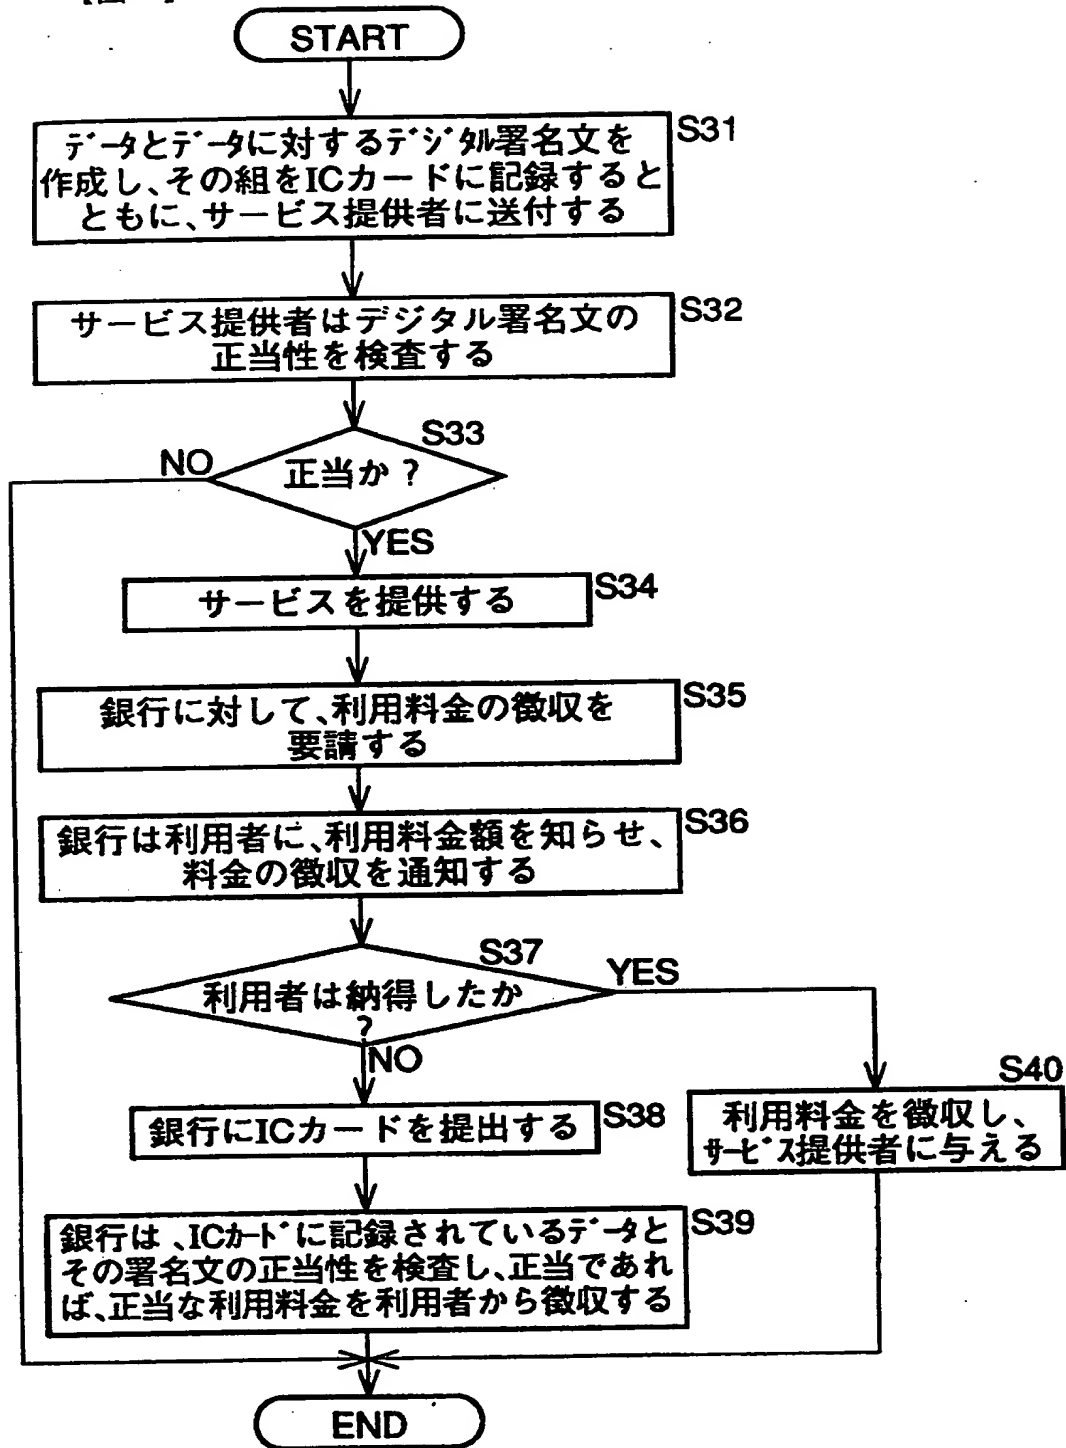 START
データとデータに対するデジタル署名文を
作成し、その組をICカードに記録すると
ともに、サービス提供者に送付する
S31
サービス提供者はデジタル署名文の
正当性を検査する
S32
S33
正当か?
NO
YES
サービスを提供する
S34
銀行に対して、利用料金の徴収を
要請する
S35
銀行は利用者に、利用料金額を知らせ、
料金の徴収を通知する
S36
S37
利用者は納得したか
?
YES
NO
銀行にICカードを提出する
S38
S40
利用料金を徴収し、
サービス提供者に与える
銀行は、ICカードに記録されているデータと
その署名文の正当性を検査し、正当であれ
ば、正当な利用料金を利用者から徴収する
S39
END